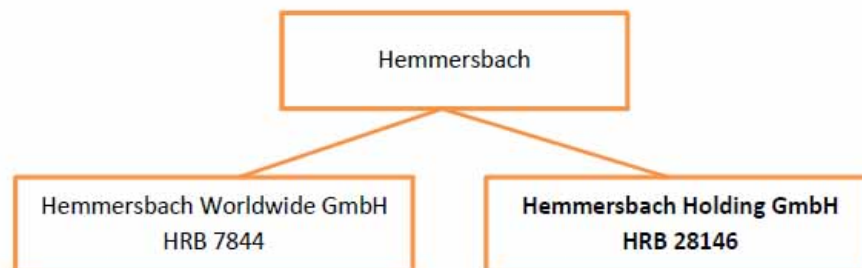 Hemmersbach
Hemmersbach Worldwide GmbH
HRB 7844
Hemmersbach Holding GmbH
HRB 28146